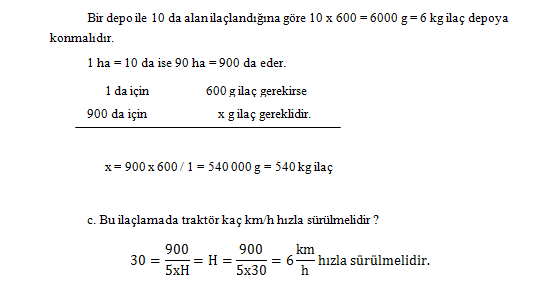 Bir depo ile 10 da alan ilaçlandığına göre 10 x 600 = 6000 g = 6 kg ilaç depoya
konmalıdır.
1 ha = 10 da ise 90 ha = 900 da eder.
1 da için 600 g ilaç gerekirse
900 da için x g ilaç gereklidir.
x = 900 x 600 / 1 = 540 000 g = 540 kg ilaç
c. Bu ilaçlamada traktör kaç km/h hızla sürülmelidir ?
30 = 900/5xH = H = 900/5x30 = 6 km/h hızla sürülmelidir.